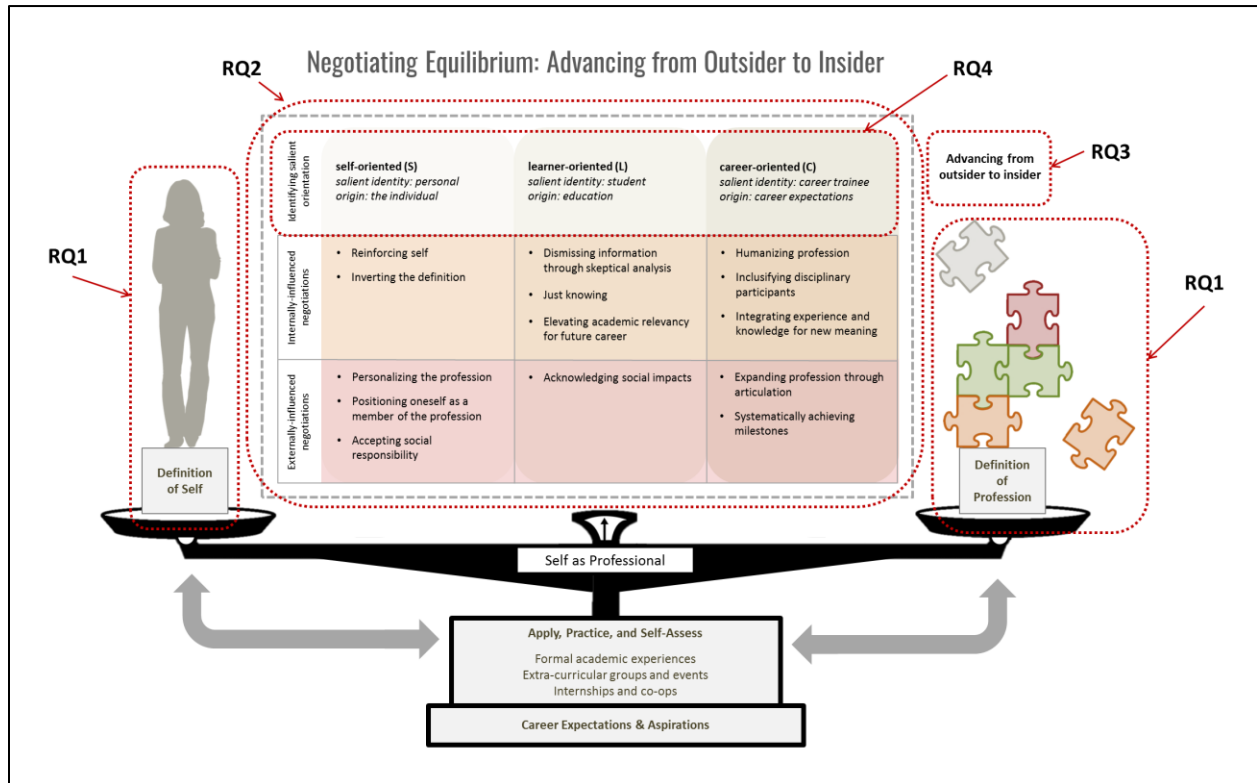 Negotiating Equilibrium: Advancing from Outsider to Insider
RQ2
RQ4
RQ3
RQ1
RQ1
Identifying salient
orientation
self-oriented (S)
salient identity: personal
origin: the individual
learner-oriented (L)
salient identity: student
origin: education
career-oriented (C)
salient identity: career trainee
origin: career expectations
Advancing from
outsider to insider
Internally-influenced
negotiations
• Reinforcing self
• Inverting the definition
• Dismissing information
through skeptical analysis
• Just knowing
• Elevating academic relevancy
for future career
• Humanizing profession
• Inclusifying disciplinary
participants
• Integrating experience and
knowledge for new meaning
Externally-influenced
negotiations
• Personalizing the profession
• Positioning oneself as a
member of the profession
• Accepting social
responsibility
• Acknowledging social impacts
• Expanding profession through
articulation
• Systematically achieving
milestones
Definition
of Self
Definition
of
Profession
Self as Professional
Apply, Practice, and Self-Assess
Formal academic experiences
Extra-curricular groups and events
Internships and co-ops
Career Expectations & Aspirations